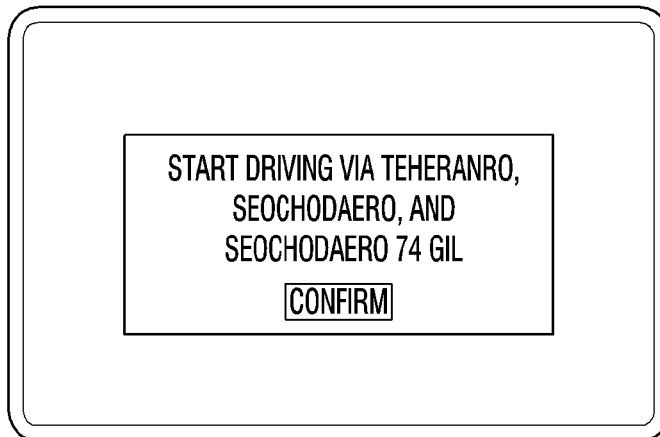 START DRIVING VIA TEHERANRO,
SEOCHODAERO, AND
SEOCHODAERO 74 GIL
CONFIRM